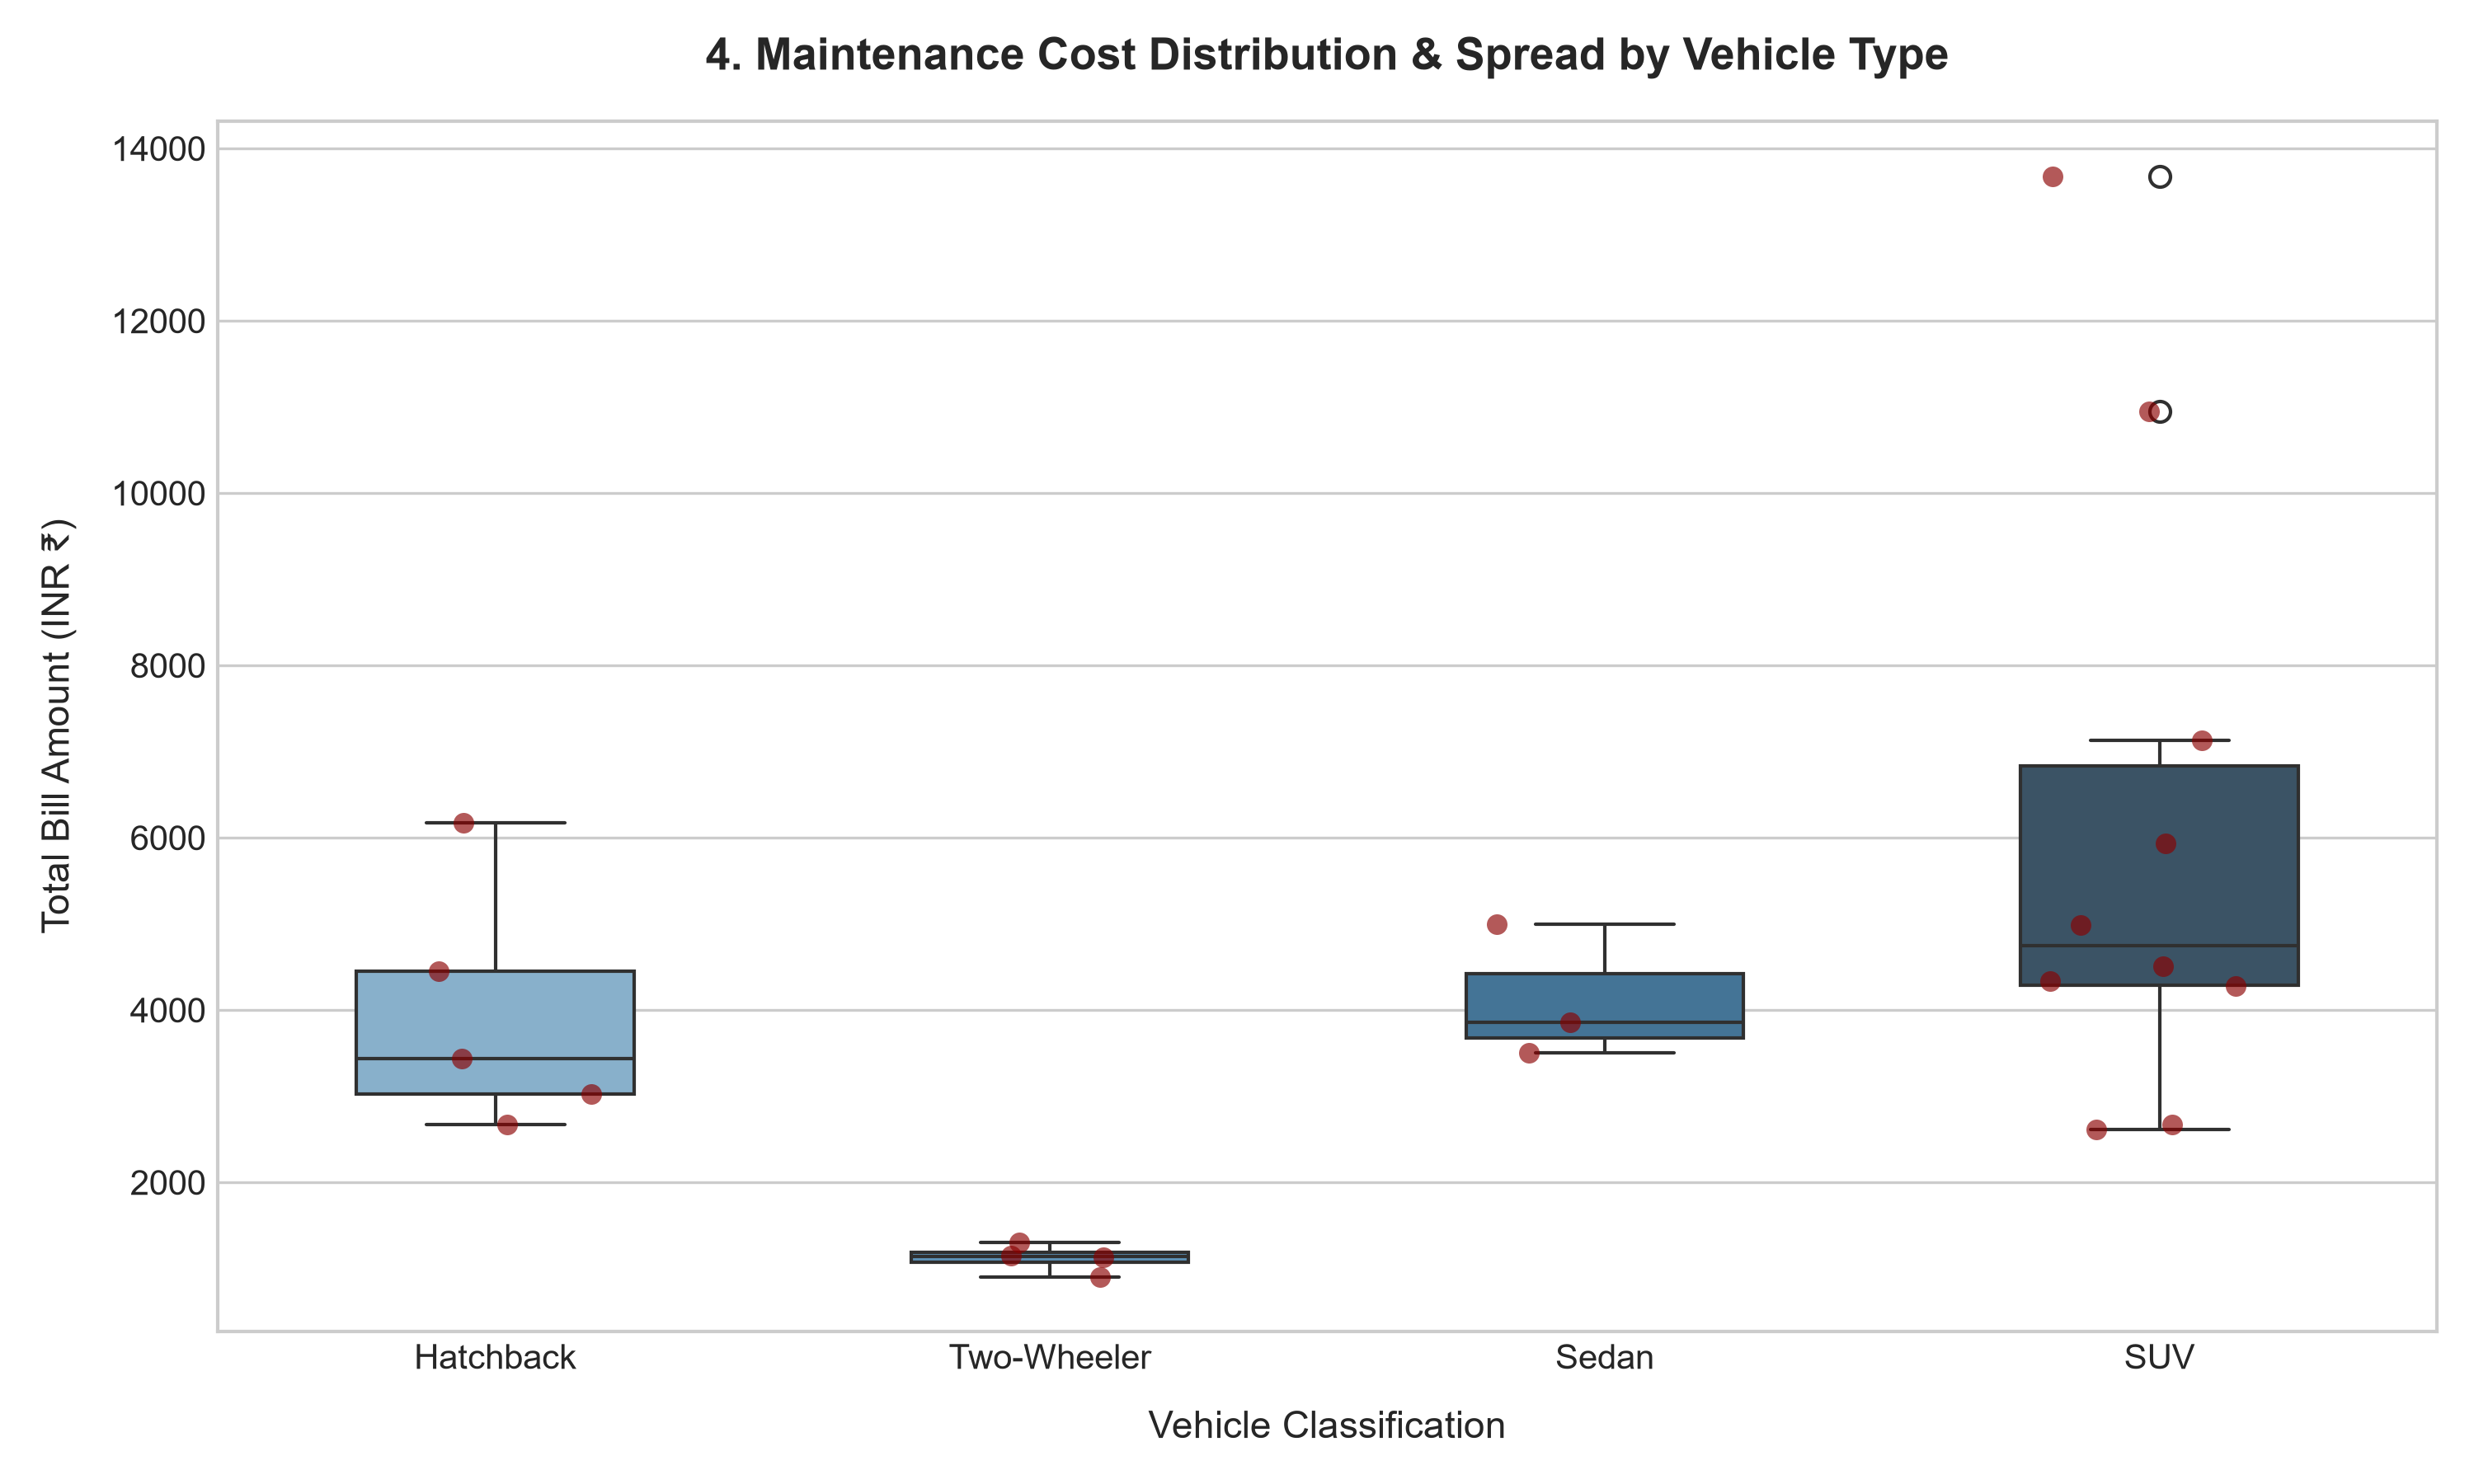 4. Maintenance Cost Distribution & Spread by Vehicle Type
Total Bill Amount (INR ₹)
14000
12000
10000
8000
6000
4000
2000
Hatchback
Two-Wheeler
Sedan
SUV
Vehicle Classification